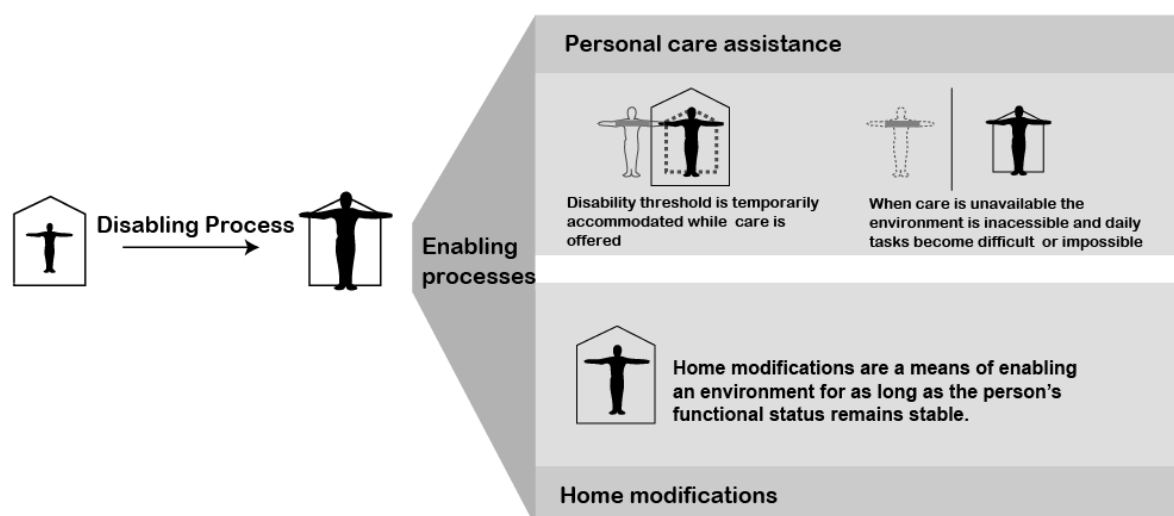 Personal care assistance
Disability threshold is temporarily
accommodated while care is
offered
When care is unavailable the
environment is inacessible and daily
tasks become difficult or impossible
Disabling Process
Enabling
processes
Home modifications are a means of enabling
an environment for as long as the person's
functional status remains stable.
Home modifications